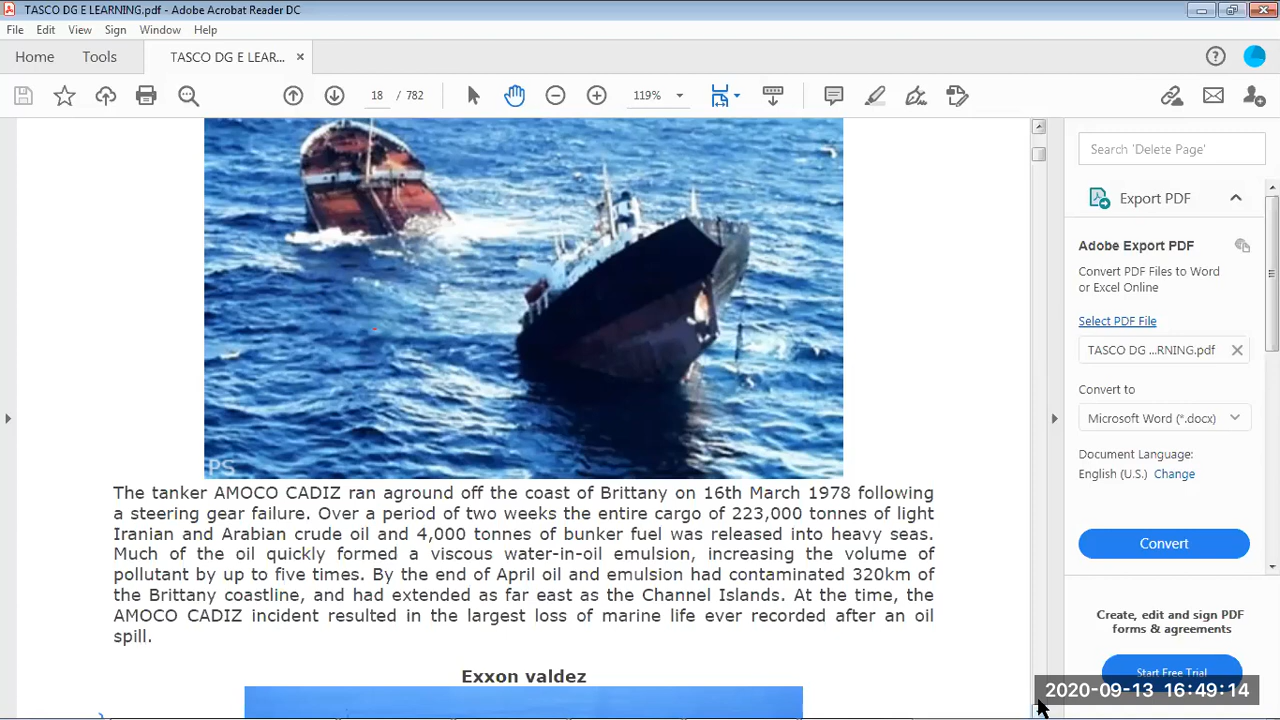 TASCO DG E LEARNING.pdf - Adobe Acrobat Reader DC
File Edit View Sign Window Help
Home Tools TASCO DG E LEAR... ×
18 / 782 119%
Search 'Delete Page'
Export PDF
Adobe Export PDF
Convert PDF Files to Word
or Excel Online
Select PDF File
TASCO DG ...RNING.pdf
Convert to
Microsoft Word (*.docx)
Document Language:
English (U.S.) Change
Convert
Create, edit and sign PDF
forms & agreements
Start Free Trial
PS
The tanker AMOCO CADIZ ran aground off the coast of Brittany on 16th March 1978 following
a steering gear failure. Over a period of two weeks the entire cargo of 223,000 tonnes of light
Iranian and Arabian crude oil and 4,000 tonnes of bunker fuel was released into heavy seas.
Much of the oil quickly formed a viscous water-in-oil emulsion, increasing the volume of
pollutant by up to five times. By the end of April oil and emulsion had contaminated 320km of
the Brittany coastline, and had extended as far east as the Channel Islands. At the time, the
AMOCO CADIZ incident resulted in the largest loss of marine life ever recorded after an oil
spill.
Exxon valdez
2020-09-13 16:49:14